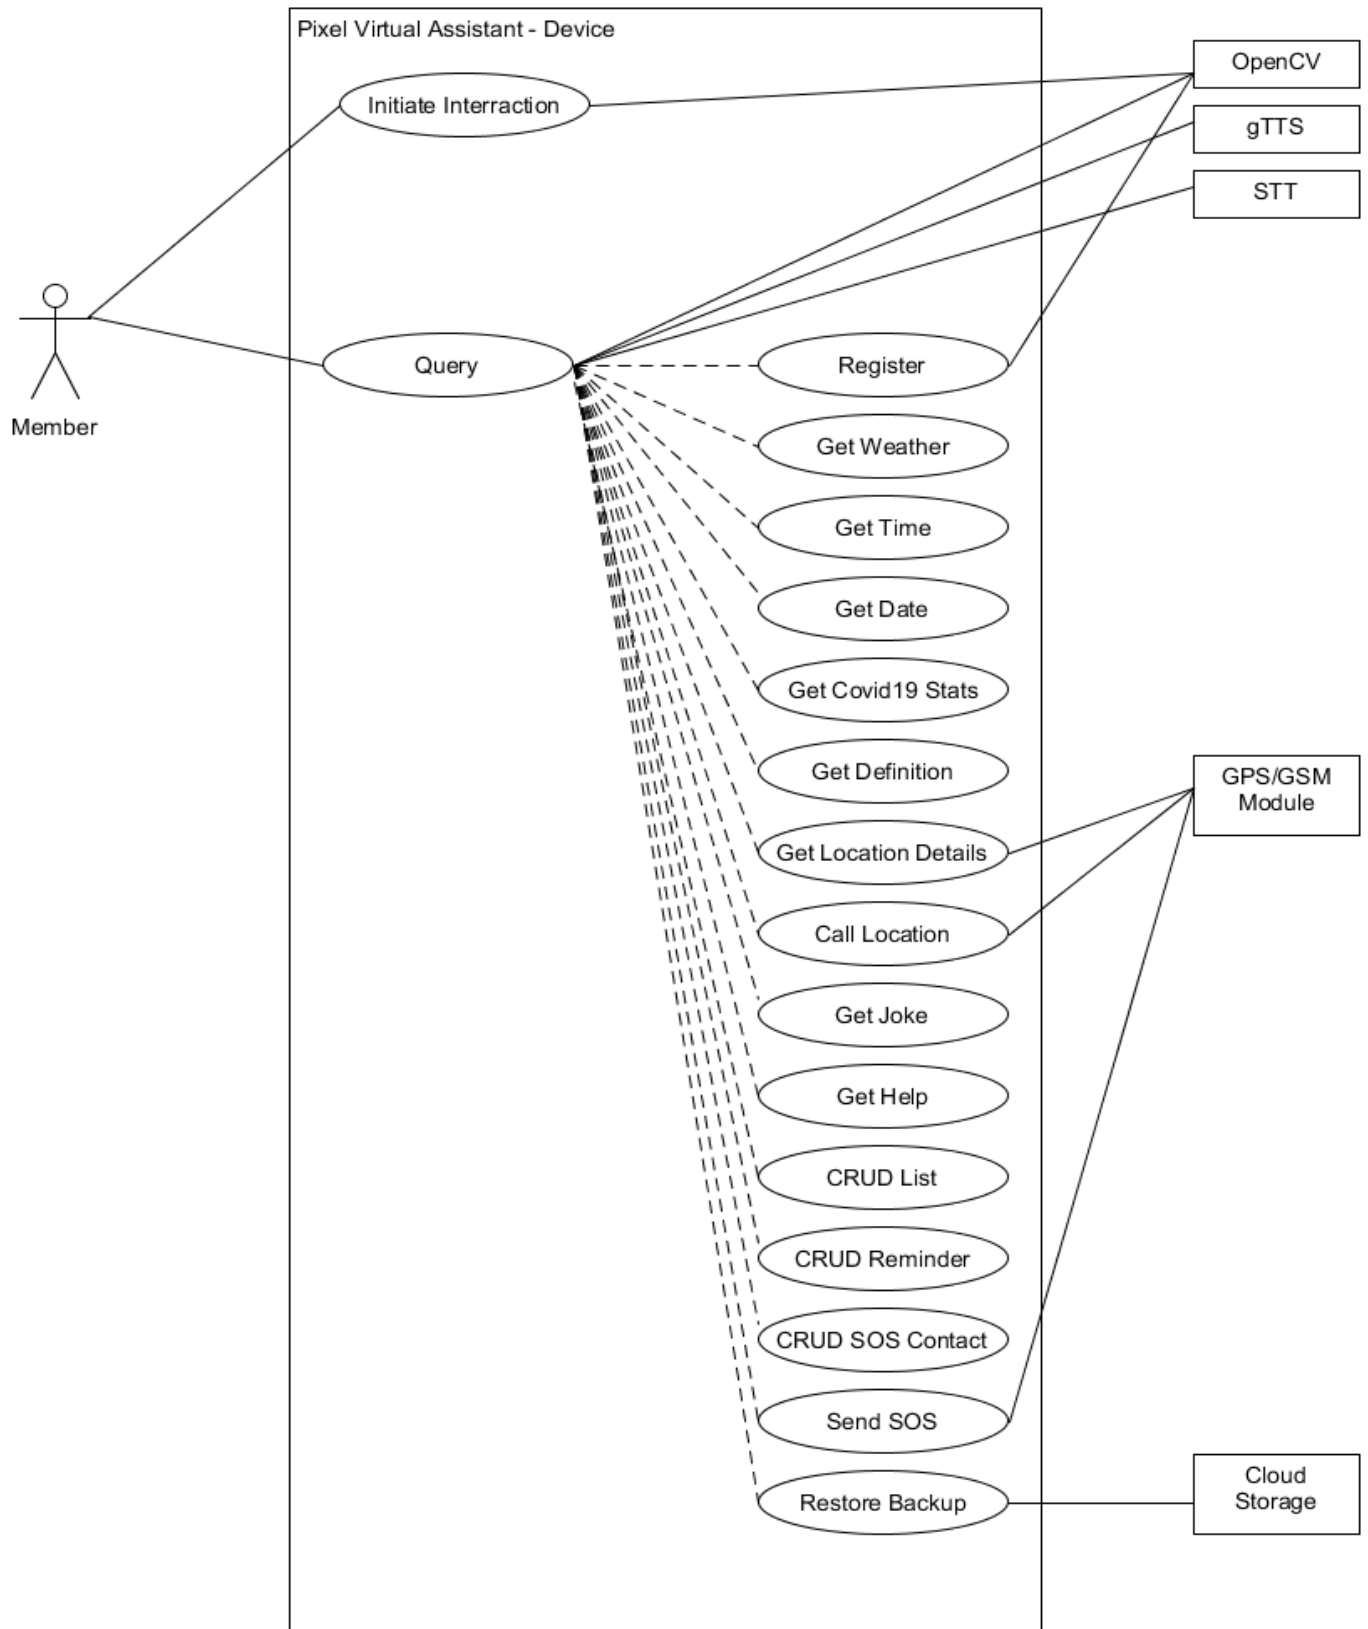 Pixel Virtual Assistant - Device
OpenCV
Initiate Interraction
gTTS
STT
Query
Register
Member
Get Weather
Get Time
Get Date
Get Covid19 Stats
Get Definition
GPS/GSM
Module
Get Location Details
Call Location
Get Joke
Get Help
CRUD List
CRUD Reminder
CRUD SOS Contact
Send SOS
Restore Backup
Cloud
Storage